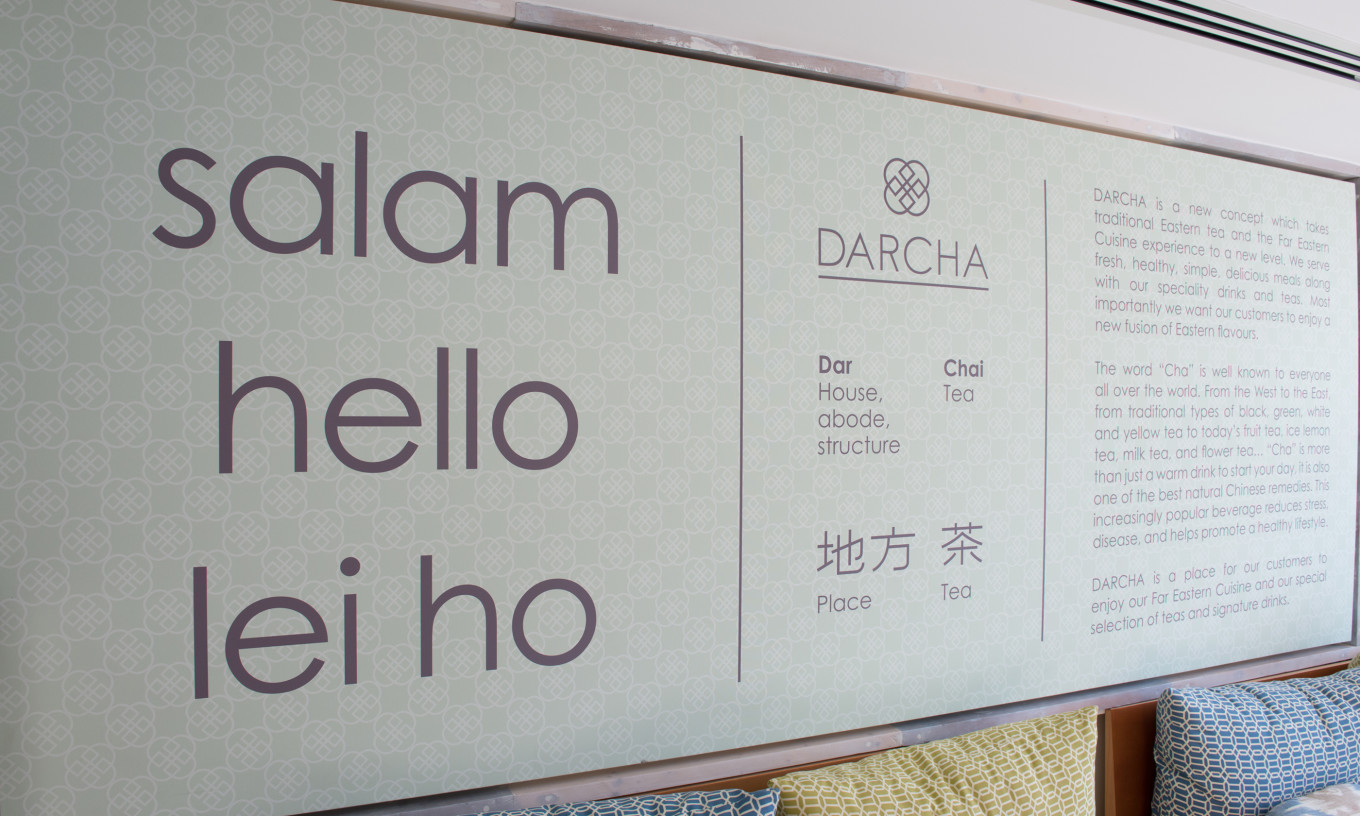 salam
hello
lei ho
DARCHA
Dar
House,
abode,
structure
Chai
Tea
地方
Place
茶
Tea
DARCHA is a new concept which takes
traditional Eastern tea and the Far Eastern
Cuisine experience to a new level. We serve
fresh, healthy, simple, delicious meals along
with our speciality drinks and teas. Most
importantly we want our customers to enjoy a
new fusion of Eastern flavours.
The word “Cha” is well known to everyone
all over the world. From the West to the East,
from traditional types of black, green, white
and yellow tea to today's fruit tea, ice lemon
tea, milk tea, and flower tea... “Cha” is more
than just a warm drink to start your day, it is also
one of the best natural Chinese remedies. This
increasingly popular beverage reduces stress,
disease, and helps promote a healthy lifestyle.
DARCHA is a place for our customers to
enjoy our Far Eastern Cuisine and our special
selection of teas and signature drinks.